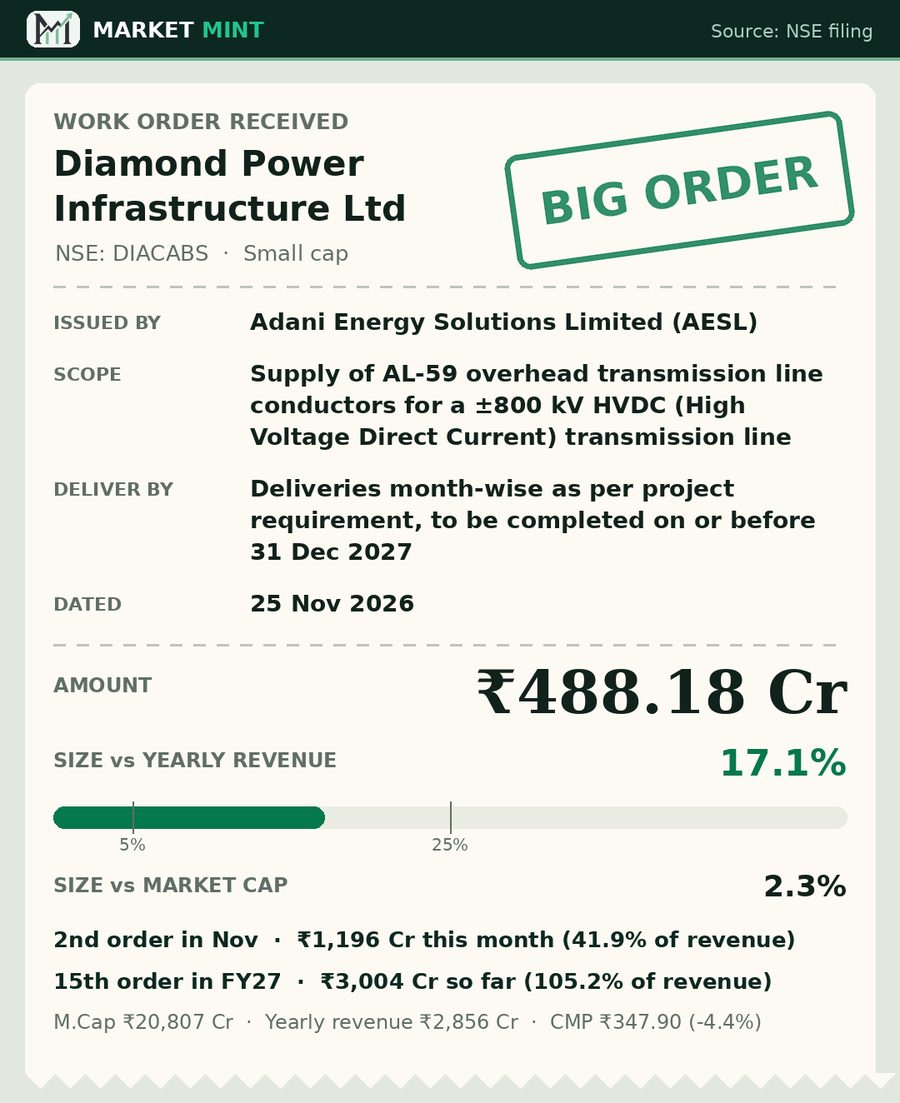 MARKET MINT
Source: NSE filing
WORK ORDER RECEIVED
Diamond Power
Infrastructure Ltd
BIG ORDER
NSE: DIACABS · Small cap
ISSUED BY
Adani Energy Solutions Limited (AESL)
SCOPE
Supply of AL-59 overhead transmission line
conductors for a ±800 kV HVDC (High
Voltage Direct Current) transmission line
DELIVER BY
Deliveries month-wise as per project
requirement, to be completed on or before
31 Dec 2027
DATED
25 Nov 2026
AMOUNT
₹488.18 Cr
SIZE vs YEARLY REVENUE
17.1%
5%
25%
SIZE vs MARKET CAP
2.3%
2nd order in Nov · ₹1,196 Cr this month (41.9% of revenue)
15th order in FY27 · ₹3,004 Cr so far (105.2% of revenue)
M.Cap ₹20,807 Cr · Yearly revenue ₹2,856 Cr · CMP ₹347.90 (-4.4%)